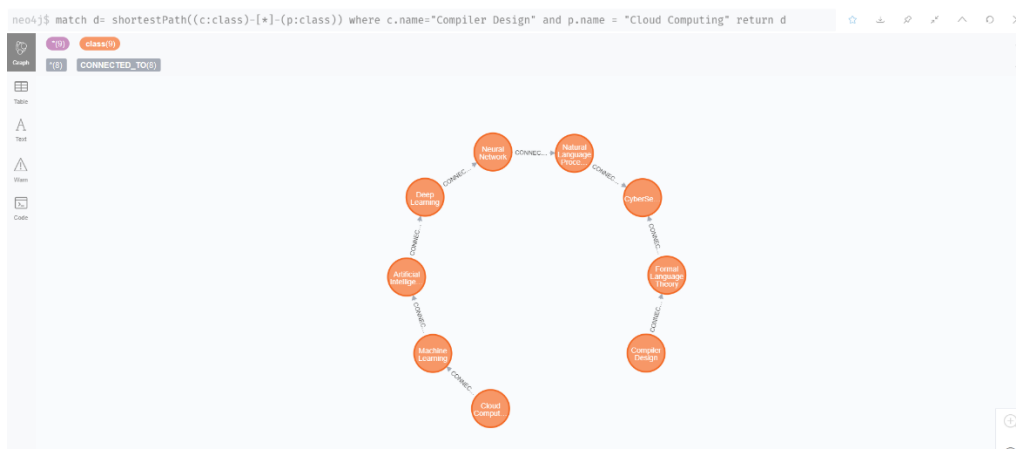 neo4j$ match d= shortestPath((c:class)-[*]-(p:class)) where c.name="Compiler Design" and p.name = "Cloud Computing" return d
*(9) class(9)
*(8) CONNECTED_TO(8)
Graph
Table
Text
Warn
Code
Neural
Network
CONNEC...
Natural
Language
Proce...
CONNEC...
CONNEC...
Deep
Learning
CyberSe...
CONNEC...
CONNEC...
Artificial
Intellige...
Formal
Language
Theory
CONNEC...
CONNEC...
Machine
Learning
Compiler
Design
CONNEC...
Cloud
Comput...